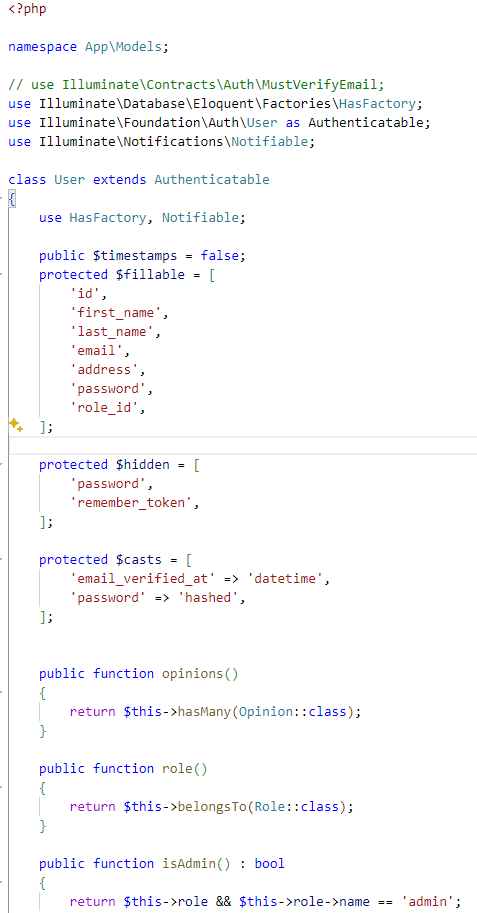 <?php
namespace App\Models;
// use Illuminate\Contracts\Auth\MustVerifyEmail;
use Illuminate\Database\Eloquent\Factories\HasFactory;
use Illuminate\Foundation\Auth\User as Authenticatable;
use Illuminate\Notifications\Notifiable;
class User extends Authenticatable
{
    use HasFactory, Notifiable;
    public $timestamps = false;
    protected $fillable = [
        'id',
        'first_name',
        'last_name',
        'email',
        'address',
        'password',
        'role_id',
    ];
    protected $hidden = [
        'password',
        'remember_token',
    ];
    protected $casts = [
        'email_verified_at' => 'datetime',
        'password' => 'hashed',
    ];
    public function opinions()
    {
        return $this->hasMany(Opinion::class);
    }
    public function role()
    {
        return $this->belongsTo(Role::class);
    }
    public function isAdmin() : bool
    {
        return $this->role && $this->role->name == 'admin';